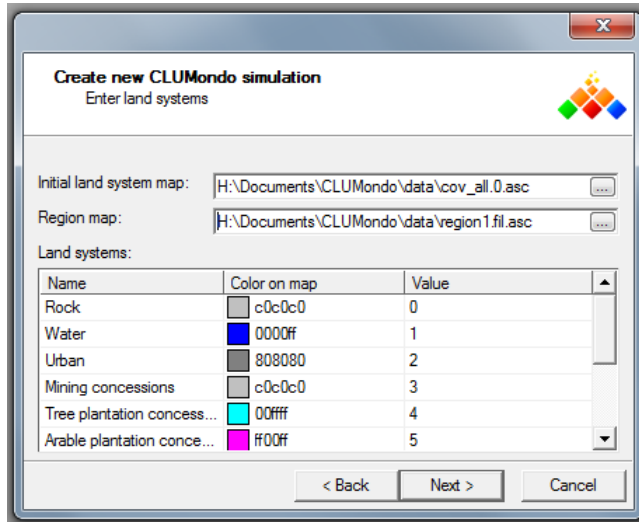 Create new CLUMondo simulation
Enter land systems
Initial land system map: H:\Documents\CLUMondo\data\cov_all.0.asc ...
Region map: H:\Documents\CLUMondo\data\region1.fil.asc ...
Land systems:
Name Color on map Value
Rock c0c0c0 0
Water 0000ff 1
Urban 808080 2
Mining concessions c0c0c0 3
Tree plantation concess... 00ffff 4
Arable plantation conce... ff00ff 5
< Back Next > Cancel